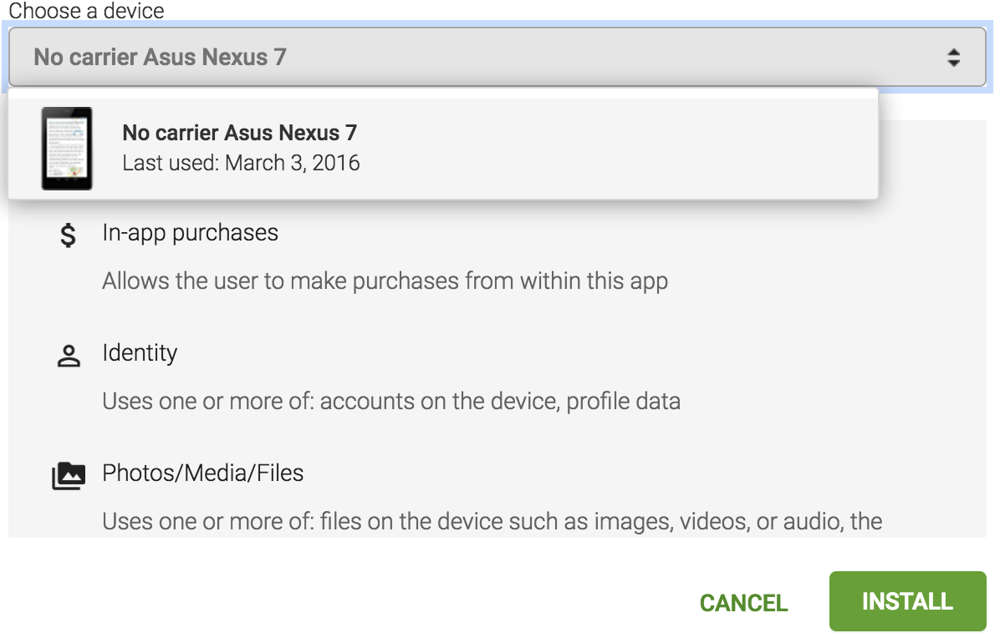 Choose a device
No carrier Asus Nexus 7
No carrier Asus Nexus 7
Last used: March 3, 2016
$ In-app purchases
Allows the user to make purchases from within this app
Identity
Uses one or more of: accounts on the device, profile data
Photos/Media/Files
Uses one or more of: files on the device such as images, videos, or audio, the
CANCEL INSTALL